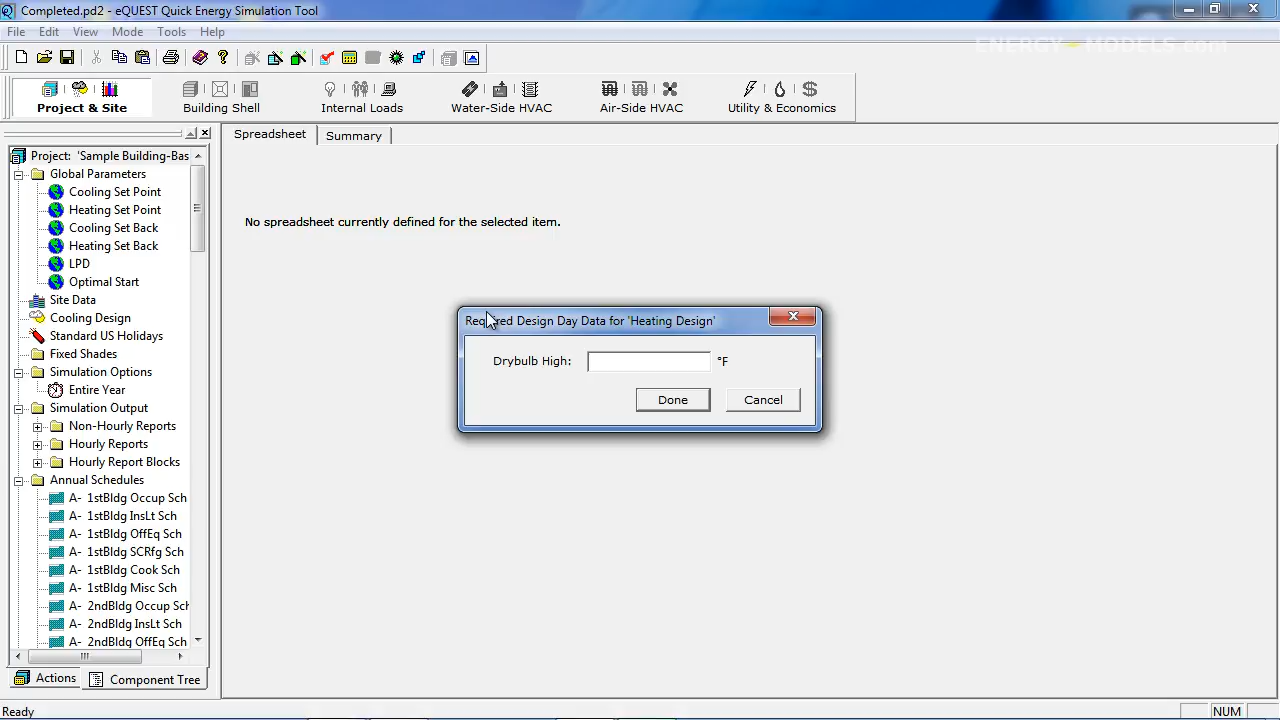 Completed.pd2 - eQUEST Quick Energy Simulation Tool
File Edit View Mode Tools Help
ENERGY - MODELS.com
Project & Site Building Shell Internal Loads Water-Side HVAC Air-Side HVAC Utility & Economics
Spreadsheet Summary
Project: 'Sample Building-Bas
Global Parameters
Cooling Set Point
Heating Set Point
Cooling Set Back
Heating Set Back
LPD
Optimal Start
Site Data
Cooling Design
Standard US Holidays
Fixed Shades
Simulation Options
Entire Year
Simulation Output
Non-Hourly Reports
Hourly Reports
Hourly Report Blocks
Annual Schedules
A- 1stBldg Occup Sch
A- 1stBldg InsLt Sch
A- 1stBldg OffEq Sch
A- 1stBldg SCRfg Sch
A- 1stBldg Cook Sch
A- 1stBldg Misc Sch
A- 2ndBldg Occup Sch
A- 2ndBldg InsLt Sch
A- 2ndBldg OffEq Sch
Actions Component Tree
No spreadsheet currently defined for the selected item.
Required Design Day Data for 'Heating Design'
Drybulb High: °F
Done Cancel
Ready NUM